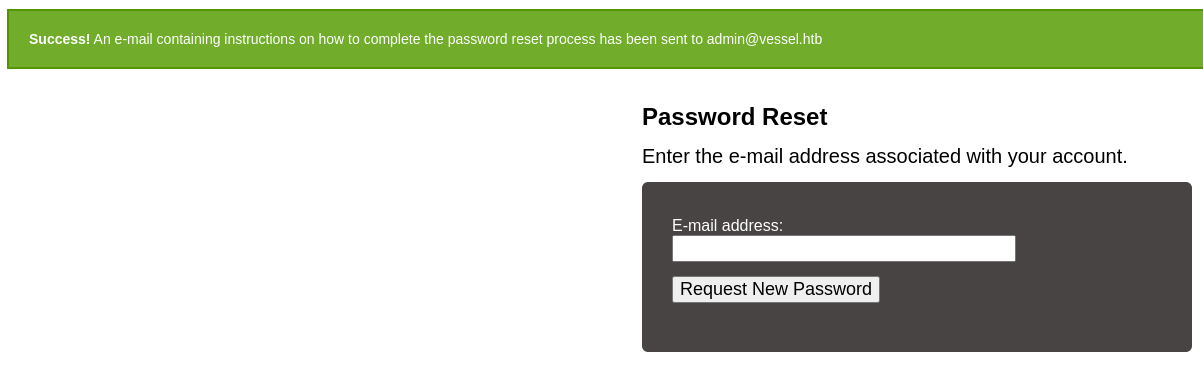 Success! An e-mail containing instructions on how to complete the password reset process has been sent to admin@vessel.htb
Password Reset
Enter the e-mail address associated with your account.
E-mail address:
Request New Password